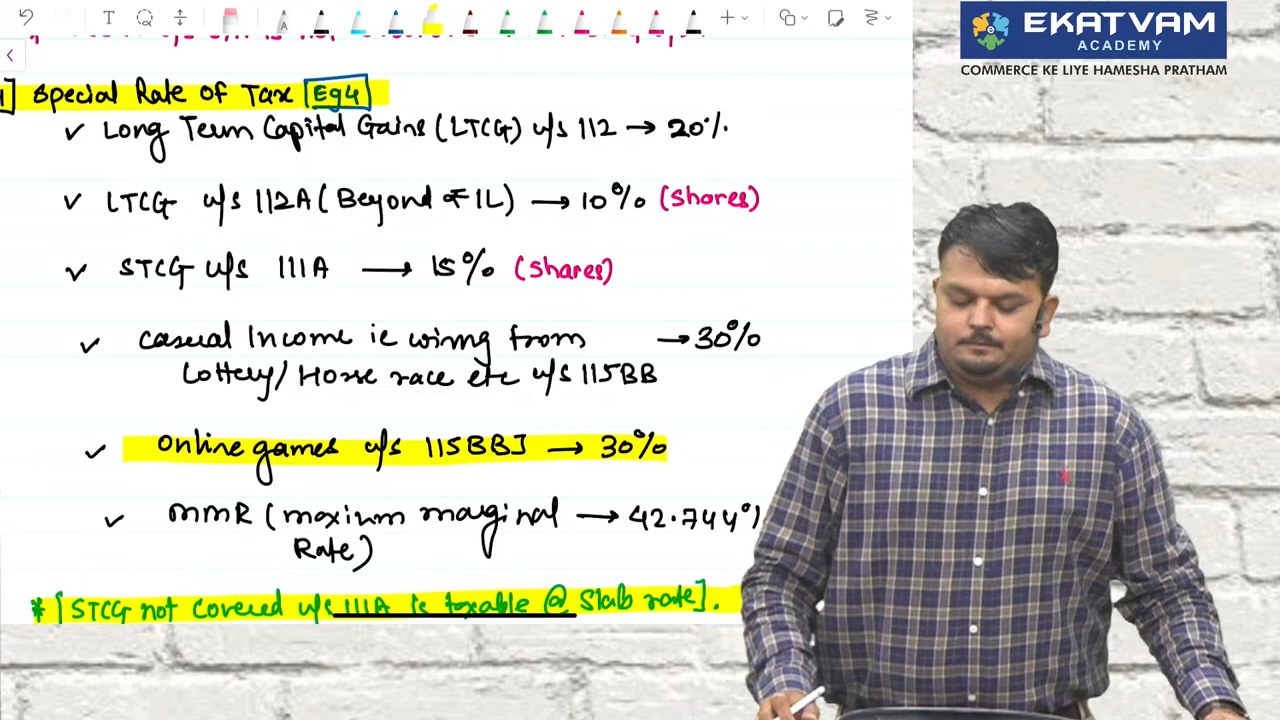 EKATVAM
ACADEMY
COMMERCE KE LIYE HAMESHA PRATHAM
] Special Rate of Tax [Eg4]
✓ Long Term Capital Gains (LTCG) u/s 112 → 20%
✓ LTCG u/s 112A (Beyond ₹ 1L) → 10% (Shares)
✓ STCG u/s 111A → 15% (Shares)
✓ Casual Income ie wining from → 30%
Lottery/ Horse race etc u/s 115BB
✓ Online games u/s 115BBJ → 30%
✓ MMR (maxium marginal → 42.744%
Rate)
* [STCG not covered u/s 111A is taxable @ Slab rate].